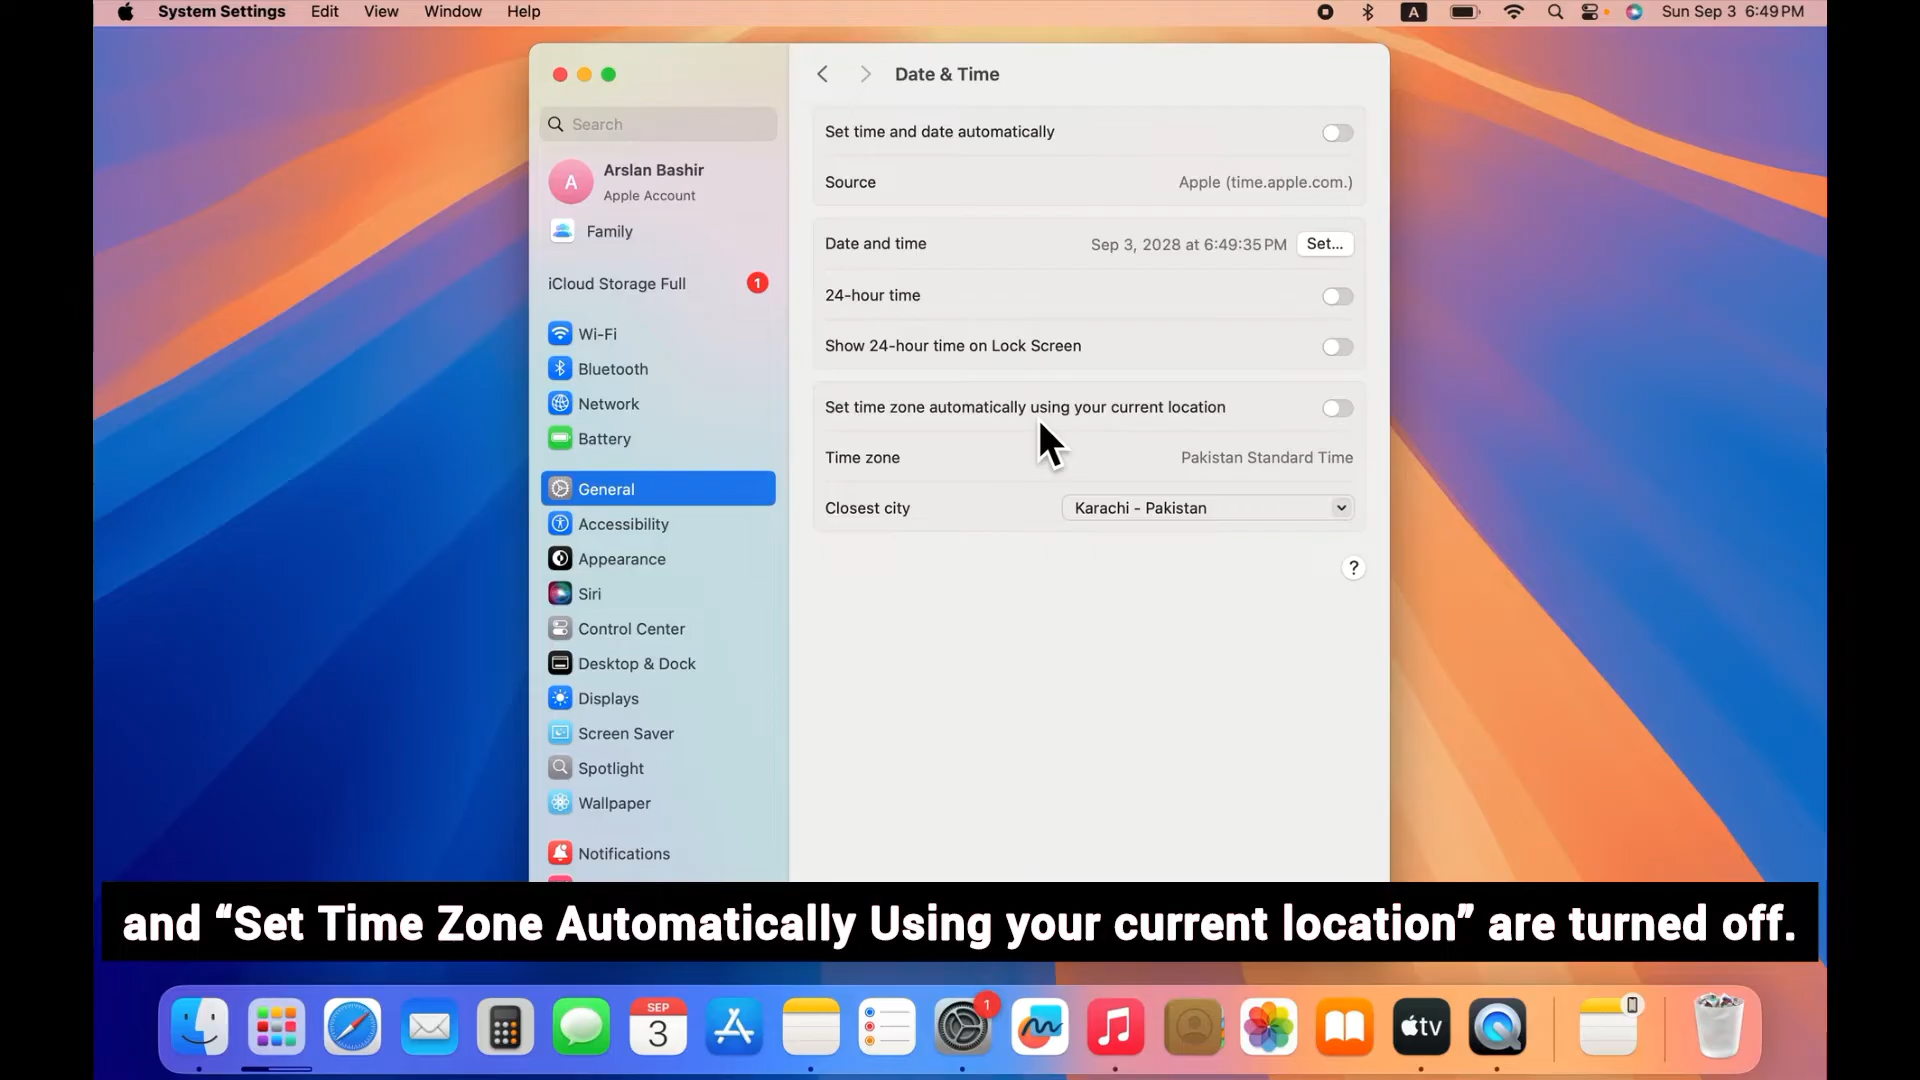 System Settings Edit View Window Help A Sun Sep 3 6:49 PM
Date & Time
Search
Set time and date automatically
A Arslan Bashir
Apple Account
Source Apple (time.apple.com.)
Family
Date and time Sep 3, 2028 at 6:49:35 PM Set...
iCloud Storage Full 1
24-hour time
Wi-Fi
Show 24-hour time on Lock Screen
Bluetooth
Network
Set time zone automatically using your current location
Battery
Time zone Pakistan Standard Time
General
Closest city Karachi - Pakistan
Accessibility
Appearance
?
Siri
Control Center
Desktop & Dock
Displays
Screen Saver
Spotlight
Wallpaper
Notifications
and “Set Time Zone Automatically Using your current location” are turned off.
SEP
3
1
tv